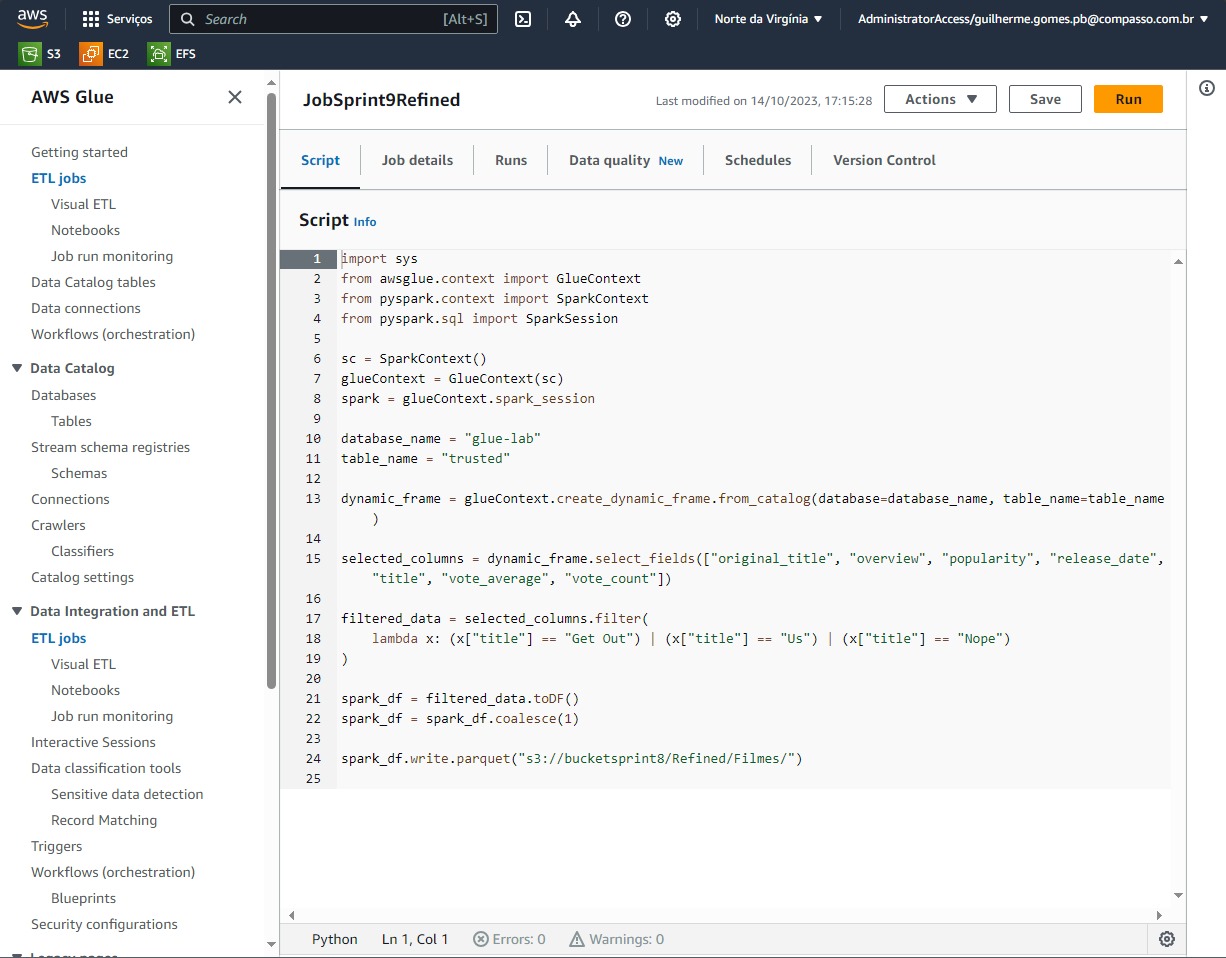 aws
Serviços
Search
[Alt+S]
Norte da Virgínia
AdministratorAccess/guilherme.gomes.pb@compasso.com.br
S3
EC2
EFS
AWS Glue
Getting started
ETL jobs
Visual ETL
Notebooks
Job run monitoring
Data Catalog tables
Data connections
Workflows (orchestration)
Data Catalog
Databases
Tables
Stream schema registries
Schemas
Connections
Crawlers
Classifiers
Catalog settings
Data Integration and ETL
ETL jobs
Visual ETL
Notebooks
Job run monitoring
Interactive Sessions
Data classification tools
Sensitive data detection
Record Matching
Triggers
Workflows (orchestration)
Blueprints
Security configurations
Legacy pages
JobSprint9Refined
Last modified on 14/10/2023, 17:15:28
Actions
Save
Run
Script
Job details
Runs
Data quality New
Schedules
Version Control
Script Info
1 import sys
2 from awsglue.context import GlueContext
3 from pyspark.context import SparkContext
4 from pyspark.sql import SparkSession
5
6 sc = SparkContext()
7 glueContext = GlueContext(sc)
8 spark = glueContext.spark_session
9
10 database_name = "glue-lab"
11 table_name = "trusted"
12
13 dynamic_frame = glueContext.create_dynamic_frame.from_catalog(database=database_name, table_name=table_name
)
14
15 selected_columns = dynamic_frame.select_fields(["original_title", "overview", "popularity", "release_date",
"title", "vote_average", "vote_count"])
16
17 filtered_data = selected_columns.filter(
18 lambda x: (x["title"] == "Get Out") | (x["title"] == "Us") | (x["title"] == "Nope")
19 )
20
21 spark_df = filtered_data.toDF()
22 spark_df = spark_df.coalesce(1)
23
24 spark_df.write.parquet("s3://bucketsprint8/Refined/Filmes/")
25
Python
Ln 1, Col 1
Errors: 0
Warnings: 0